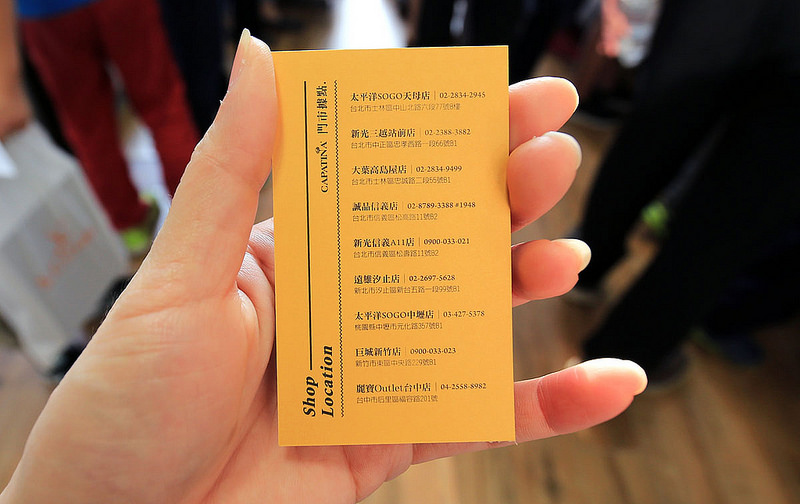 Shop
Location
CAPATINA 門市據點.
太平洋SOGO天母店 | 02-2834-2945
台北市士林區中山北路六段77號B樓
新光三越站前店 | 02-2388-3882
台北市中正區忠孝西路一段66號B1
大葉高島屋店 | 02-2834-9499
台北市士林區忠誠路二段55號B1
誠品信義店 | 02-8789-3388 #1948
台北市信義區松高路11號B2
新光信義A11店 | 0900-033-021
台北市信義區松壽路11號B2
遠雄汐止店 | 02-2697-5628
新北市汐止區新台五路一段99號B1
太平洋SOGO中壢店 | 03-427-5378
桃園縣中壢市元化路357號B1
巨城新竹店 | 0900-033-023
新竹市東區中央路229號B1
麗寶Outlet台中店 | 04-2558-8982
台中市后里區福容路201號